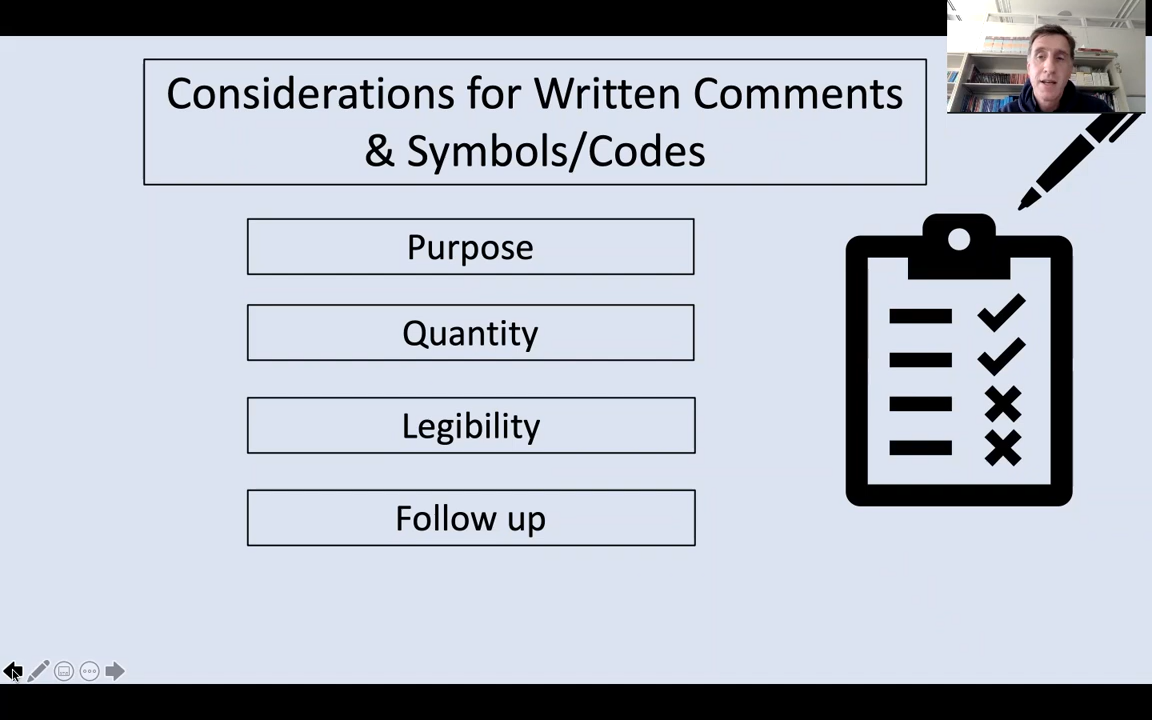 Considerations for Written Comments
& Symbols/Codes
Purpose
Quantity
Legibility
Follow up